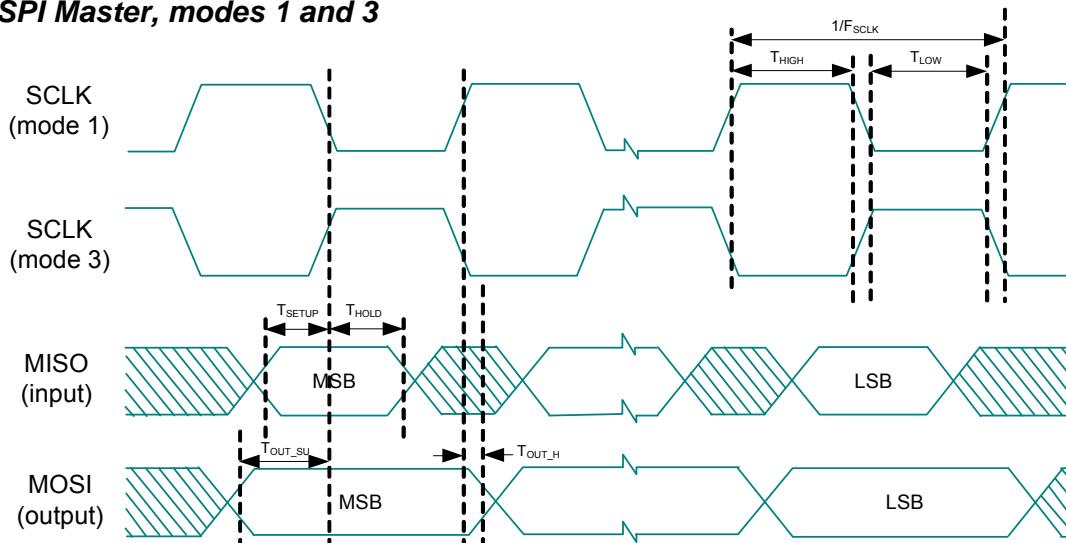 SPI Master, modes 1 and 3
1/FSCLK
THIGH
TLOW
SCLK
(mode 1)
SCLK
(mode 3)
TSETUP
THOLD
MISO
(input)
MSB
LSB
TOUT_SU
TOUT_H
MOSI
(output)
MSB
LSB